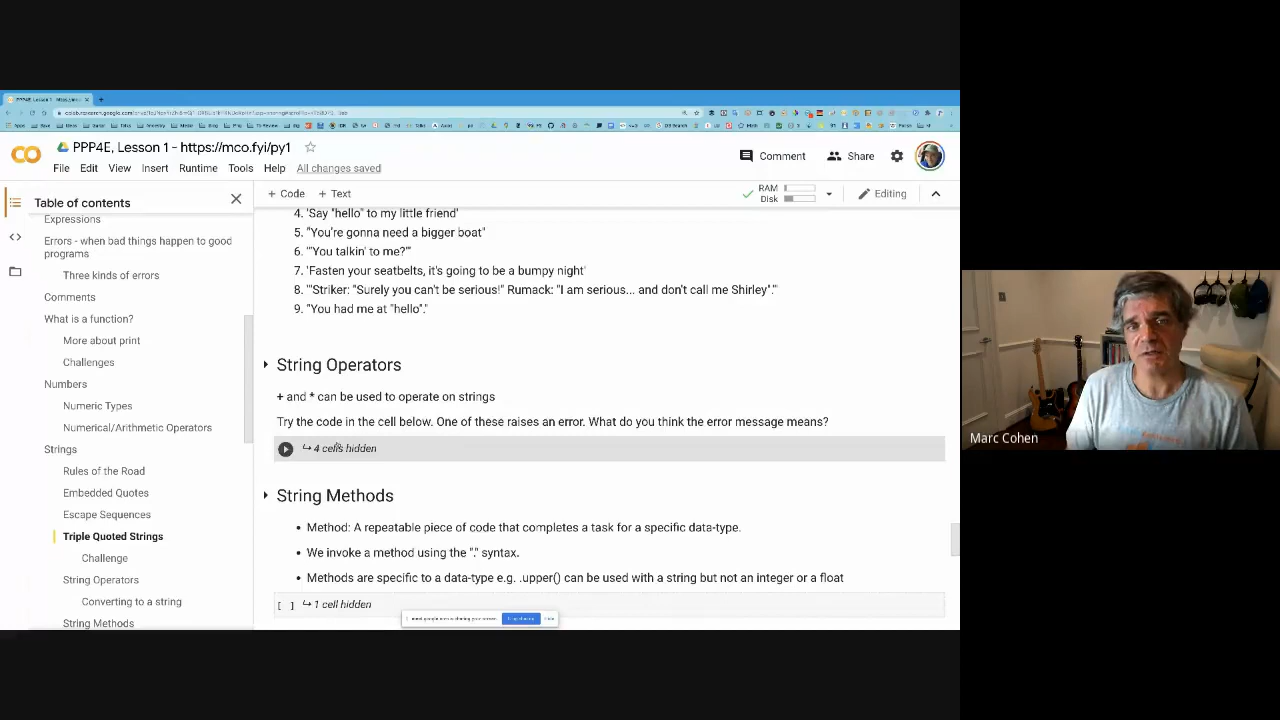 PPP4E, Lesson 1 - https://mco.fyi/py1
File Edit View Insert Runtime Tools Help All changes saved
Comment Share
+ Code + Text
RAM
Disk
Editing
Table of contents
Expressions
Errors - when bad things happen to good
programs
Three kinds of errors
Comments
What is a function?
More about print
Challenges
Numbers
Numeric Types
Numerical/Arithmetic Operators
Strings
Rules of the Road
Embedded Quotes
Escape Sequences
Triple Quoted Strings
Challenge
String Operators
Converting to a string
String Methods
4. 'Say "hello" to my little friend'
5. "You're gonna need a bigger boat"
6. '"You talkin' to me?"'
7. 'Fasten your seatbelts, it's going to be a bumpy night'
8. '"Striker: "Surely you can't be serious!" Rumack: "I am serious... and don't call me Shirley"."'
9. "You had me at "hello"."
String Operators
+ and * can be used to operate on strings
Try the code in the cell below. One of these raises an error. What do you think the error message means?
4 cells hidden
String Methods
• Method: A repeatable piece of code that completes a task for a specific data-type.
• We invoke a method using the "." syntax.
• Methods are specific to a data-type e.g. .upper() can be used with a string but not an integer or a float
[ ] 1 cell hidden
Marc Cohen